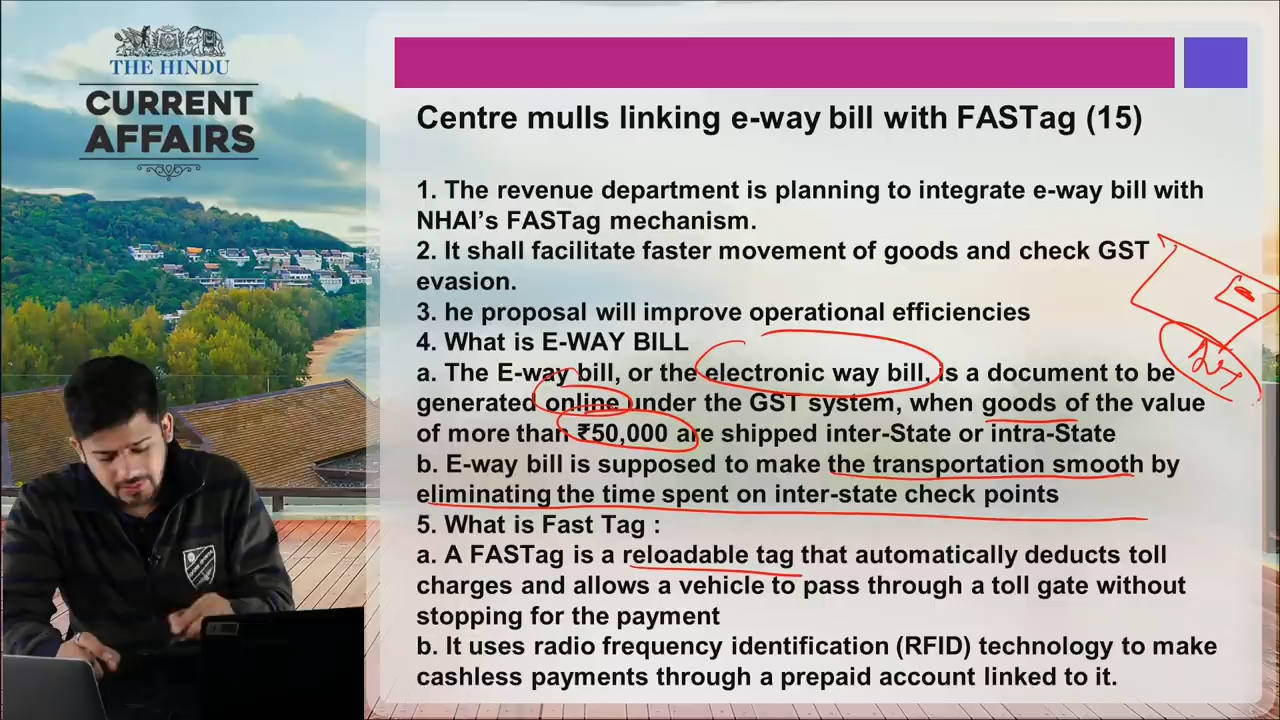 THE HINDU
CURRENT
AFFAIRS
Centre mulls linking e-way bill with FASTag (15)
1. The revenue department is planning to integrate e-way bill with
NHAI's FASTag mechanism.
2. It shall facilitate faster movement of goods and check GST
evasion.
3. he proposal will improve operational efficiencies
4. What is E-WAY BILL
a. The E-way bill, or the electronic way bill, is a document to be
generated online under the GST system, when goods of the value
of more than ₹50,000 are shipped inter-State or intra-State
b. E-way bill is supposed to make the transportation smooth by
eliminating the time spent on inter-state check points
5. What is Fast Tag :
a. A FASTag is a reloadable tag that automatically deducts toll
charges and allows a vehicle to pass through a toll gate without
stopping for the payment
b. It uses radio frequency identification (RFID) technology to make
cashless payments through a prepaid account linked to it.